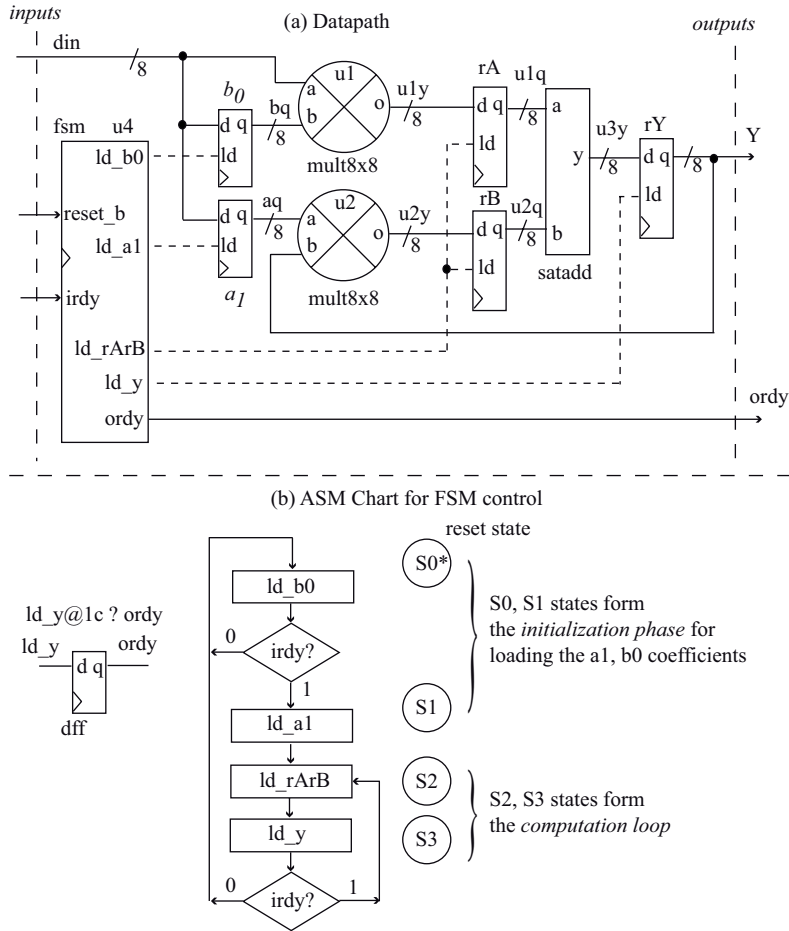 inputs
(a) Datapath
outputs
din
8
b0
bq
8
d q
ld
u1
a
b
o
mult8x8
u1y
8
rA
d q
ld
u1q
8
a
y
b
satadd
u3y
8
rY
d q
ld
8
Y
fsm u4
ld_b0
reset_b
ld_a1
irdy
ld_rArB
ld_y
ordy
d q
ld
a1
aq
8
u2
a
b
o
mult8x8
u2y
8
rB
d q
ld
u2q
8
ordy
(b) ASM Chart for FSM control
reset state
ld_y@1c ? ordy
ld_y
ordy
d q
dff
ld_b0
0
irdy?
1
ld_a1
ld_rArB
ld_y
0
irdy?
1
S0*
S1
S2
S3
S0, S1 states form
the initialization phase for
loading the a1, b0 coefficients
S2, S3 states form
the computation loop